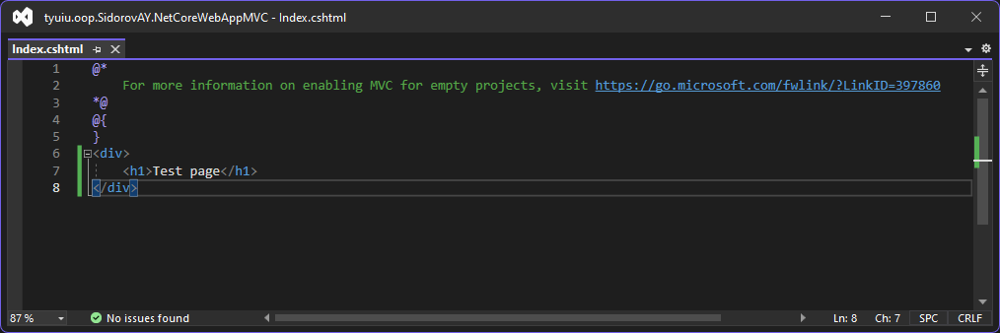 tyuiu.oop.SidorovAY.NetCoreWebAppMVC - Index.cshtml
Index.cshtml
1 @*
2 For more information on enabling MVC for empty projects, visit https://go.microsoft.com/fwlink/?LinkID=397860
3 *@
4 @{
5 }
6 <div>
7 <h1>Test page</h1>
8 </div>
87 % No issues found Ln: 8 Ch: 7 SPC CRLF